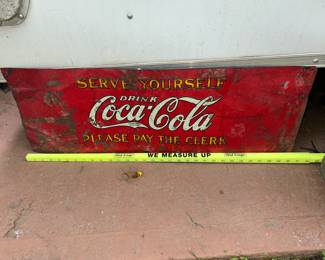 SERVE YOURSELF
DRINK
Coca-Cola
PLEASE PAY THE CLERK
WE MEASURE UP